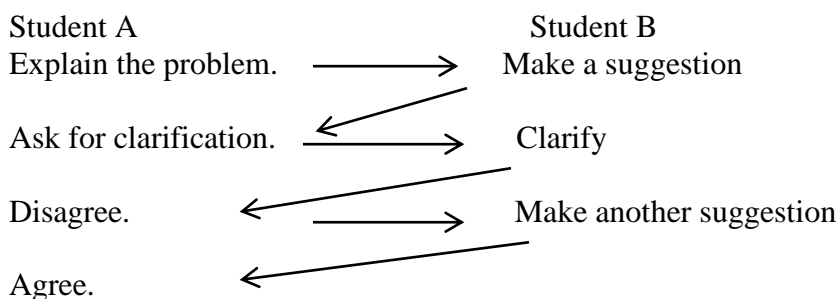 Student A Student B
Explain the problem. Make a suggestion
Ask for clarification. Clarify
Disagree. Make another suggestion
Agree.